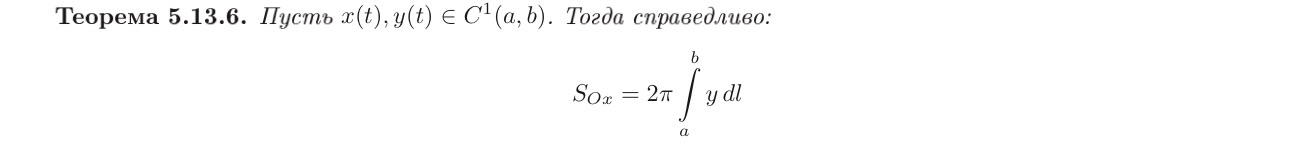 Теорема 5.13.6. Пусть x(t), y(t) ∈ C¹(a, b). Тогда справедливо:
S_{Ox} = 2π ∫_a^b y dl